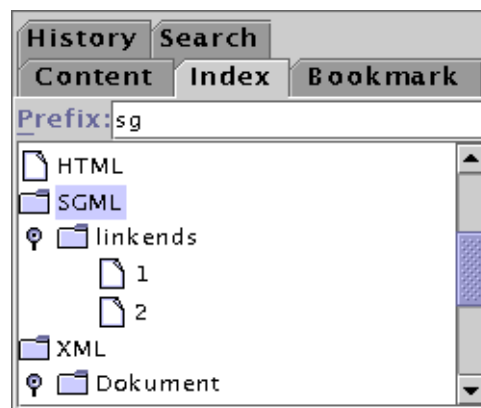 History Search
Content Index Bookmark
Prefix: sg
HTML
SGML
linkends
1
2
XML
Dokument